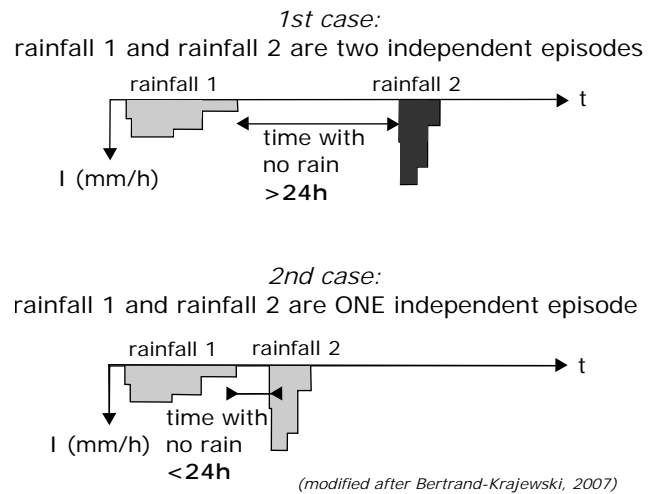 1st case:
rainfall 1 and rainfall 2 are two independent episodes
rainfall 1
rainfall 2
t
time with
no rain
>24h
I (mm/h)
2nd case:
rainfall 1 and rainfall 2 are ONE independent episode
rainfall 1
rainfall 2
t
time with
no rain
<24h
I (mm/h)
(modified after Bertrand-Krajewski, 2007)